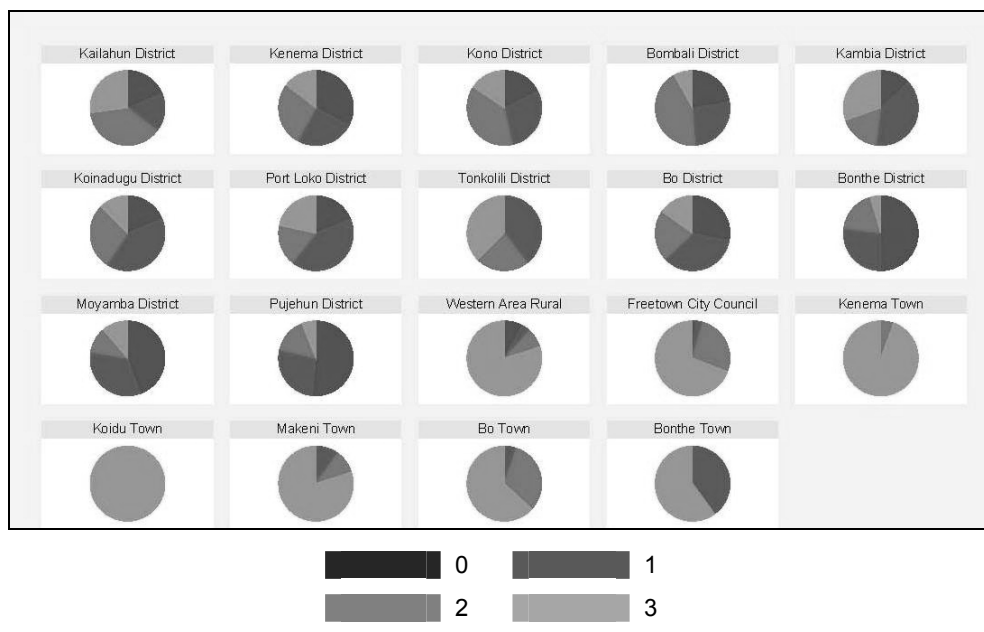 Kailahun District Kenema District Kono District Bombali District Kambia District
Koinadugu District Port Loko District Tonkolili District Bo District Bonthe District
Moyamba District Pujehun District Western Area Rural Freetown City Council Kenema Town
Koidu Town Makeni Town Bo Town Bonthe Town
0 1
2 3